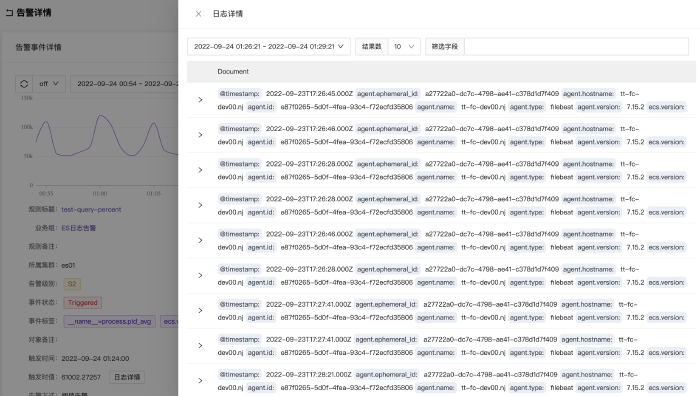 告警详情
告警事件详情
off
2022-09-24 00:54 ~ 2022-09-
150k
100k
50k
0
00:55 01:00 01:05
规则标题: test-query-percent
业务组: ES日志告警
规则备注:
所属集群: es01
告警级别: S2
事件状态: Triggered
事件标签: __name__=process.pid_avg ecs.v
对象备注:
触发时间: 2022-09-24 01:24:00
触发时值: 61002.27257 日志详情
日志详情
2022-09-24 01:26:21 ~ 2022-09-24 01:29:21 结果数 10 筛选字段
Document
@timestamp: 2022-09-23T17:26:45.000Z agent.ephemeral_id: a27722a0-dc7c-4798-ae41-c378d1d7f409 agent.hostname: tt-fc-
dev00.nj agent.id: e87f0265-5d0f-4fea-93c4-f72ecfd35806 agent.name: tt-fc-dev00.nj agent.type: filebeat agent.version: 7.15.2 ecs.version:
@timestamp: 2022-09-23T17:26:46.000Z agent.ephemeral_id: a27722a0-dc7c-4798-ae41-c378d1d7f409 agent.hostname: tt-fc-
dev00.nj agent.id: e87f0265-5d0f-4fea-93c4-f72ecfd35806 agent.name: tt-fc-dev00.nj agent.type: filebeat agent.version: 7.15.2 ecs.version:
@timestamp: 2022-09-23T17:26:28.000Z agent.ephemeral_id: a27722a0-dc7c-4798-ae41-c378d1d7f409 agent.hostname: tt-fc-
dev00.nj agent.id: e87f0265-5d0f-4fea-93c4-f72ecfd35806 agent.name: tt-fc-dev00.nj agent.type: filebeat agent.version: 7.15.2 ecs.version:
@timestamp: 2022-09-23T17:26:28.000Z agent.ephemeral_id: a27722a0-dc7c-4798-ae41-c378d1d7f409 agent.hostname: tt-fc-
dev00.nj agent.id: e87f0265-5d0f-4fea-93c4-f72ecfd35806 agent.name: tt-fc-dev00.nj agent.type: filebeat agent.version: 7.15.2 ecs.version:
@timestamp: 2022-09-23T17:26:46.000Z agent.ephemeral_id: a27722a0-dc7c-4798-ae41-c378d1d7f409 agent.hostname: tt-fc-
dev00.nj agent.id: e87f0265-5d0f-4fea-93c4-f72ecfd35806 agent.name: tt-fc-dev00.nj agent.type: filebeat agent.version: 7.15.2 ecs.version:
@timestamp: 2022-09-23T17:26:28.000Z agent.ephemeral_id: a27722a0-dc7c-4798-ae41-c378d1d7f409 agent.hostname: tt-fc-
dev00.nj agent.id: e87f0265-5d0f-4fea-93c4-f72ecfd35806 agent.name: tt-fc-dev00.nj agent.type: filebeat agent.version: 7.15.2 ecs.version:
@timestamp: 2022-09-23T17:27:41.000Z agent.ephemeral_id: a27722a0-dc7c-4798-ae41-c378d1d7f409 agent.hostname: tt-fc-
dev00.nj agent.id: e87f0265-5d0f-4fea-93c4-f72ecfd35806 agent.name: tt-fc-dev00.nj agent.type: filebeat agent.version: 7.15.2 ecs.version:
@timestamp: 2022-09-23T17:27:41.000Z agent.ephemeral_id: a27722a0-dc7c-4798-ae41-c378d1d7f409 agent.hostname: tt-fc-
dev00.nj agent.id: e87f0265-5d0f-4fea-93c4-f72ecfd35806 agent.name: tt-fc-dev00.nj agent.type: filebeat agent.version: 7.15.2 ecs.version:
@timestamp: 2022-09-23T17:28:21.000Z agent.ephemeral_id: a27722a0-dc7c-4798-ae41-c378d1d7f409 agent.hostname: tt-fc-
dev00.nj agent.id: e87f0265-5d0f-4fea-93c4-f72ecfd35806 agent.name: tt-fc-dev00.nj agent.type: filebeat agent.version: 7.15.2 ecs.version: